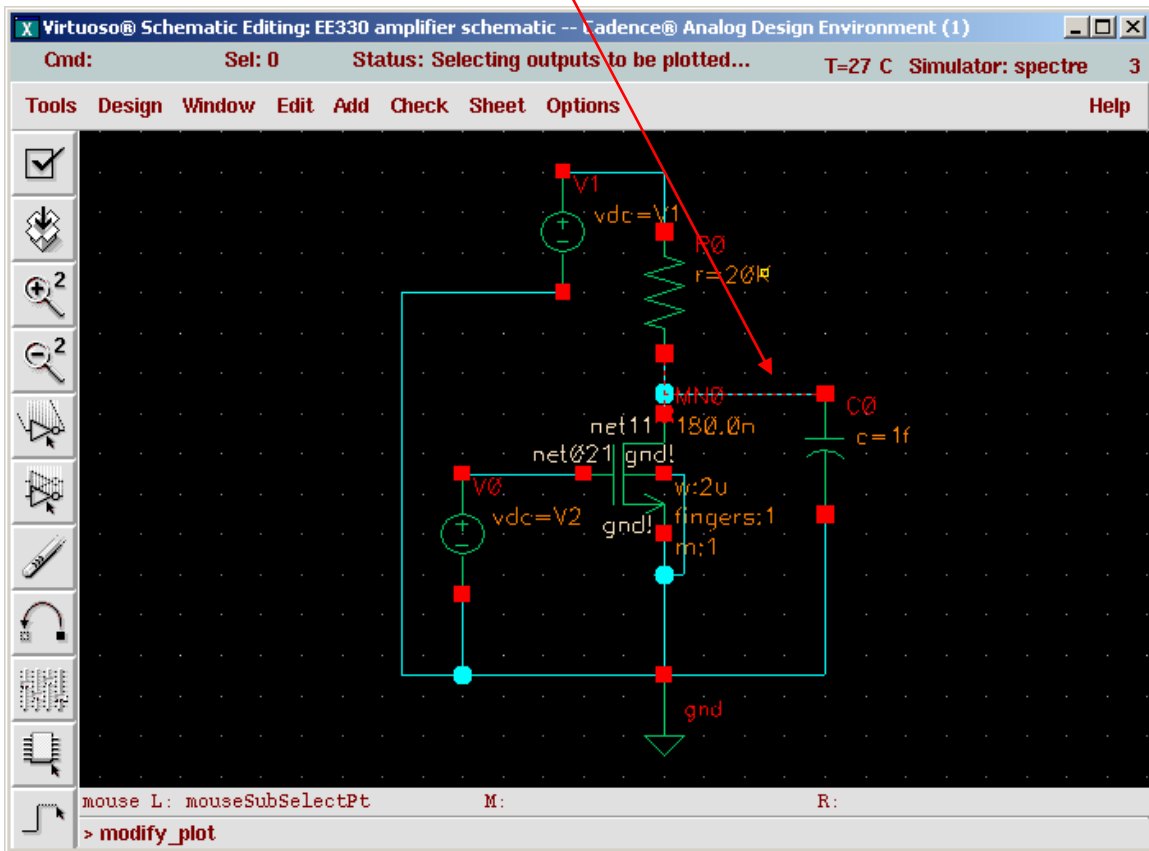 Virtuoso® Schematic Editing: EE330 amplifier schematic -- Cadence® Analog Design Environment (1)
Cmd: Sel: 0 Status: Selecting outputs to be plotted... T=27 C Simulator: spectre 3
Tools Design Window Edit Add Check Sheet Options Help
2
2
V1
vdc=V1
R0
r=20K
MN0
net11 180.0n
C0
c=1f
net021 gnd!
V0
w:2u
vdc=V2
gnd! fingers:1
m:1
gnd
mouse L: mouseSubSelectPt M: R:
> modify_plot